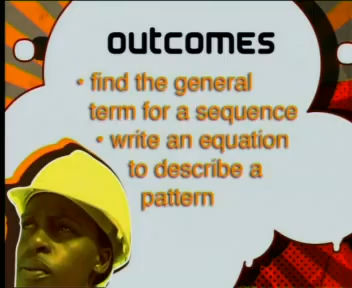 outcomes
• find the general
term for a sequence
• write an equation
to describe a
pattern